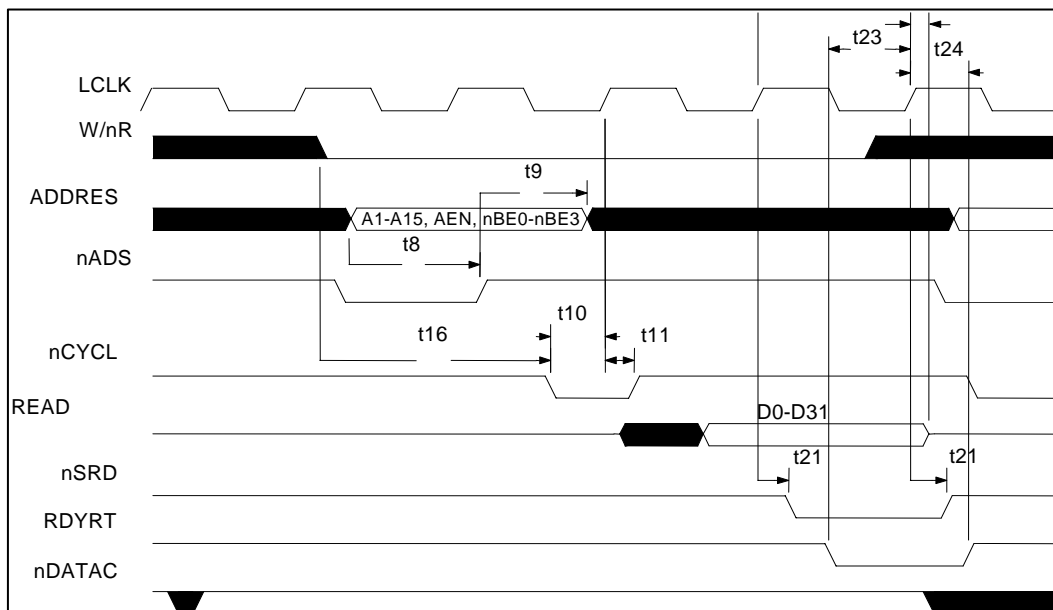 t23
t24
LCLK
W/nR
t9
ADDRES
A1-A15, AEN, nBE0-nBE3
t8
nADS
t10
t16
t11
nCYCL
READ
D0-D31
nSRD
t21
t21
RDYRT
nDATAC